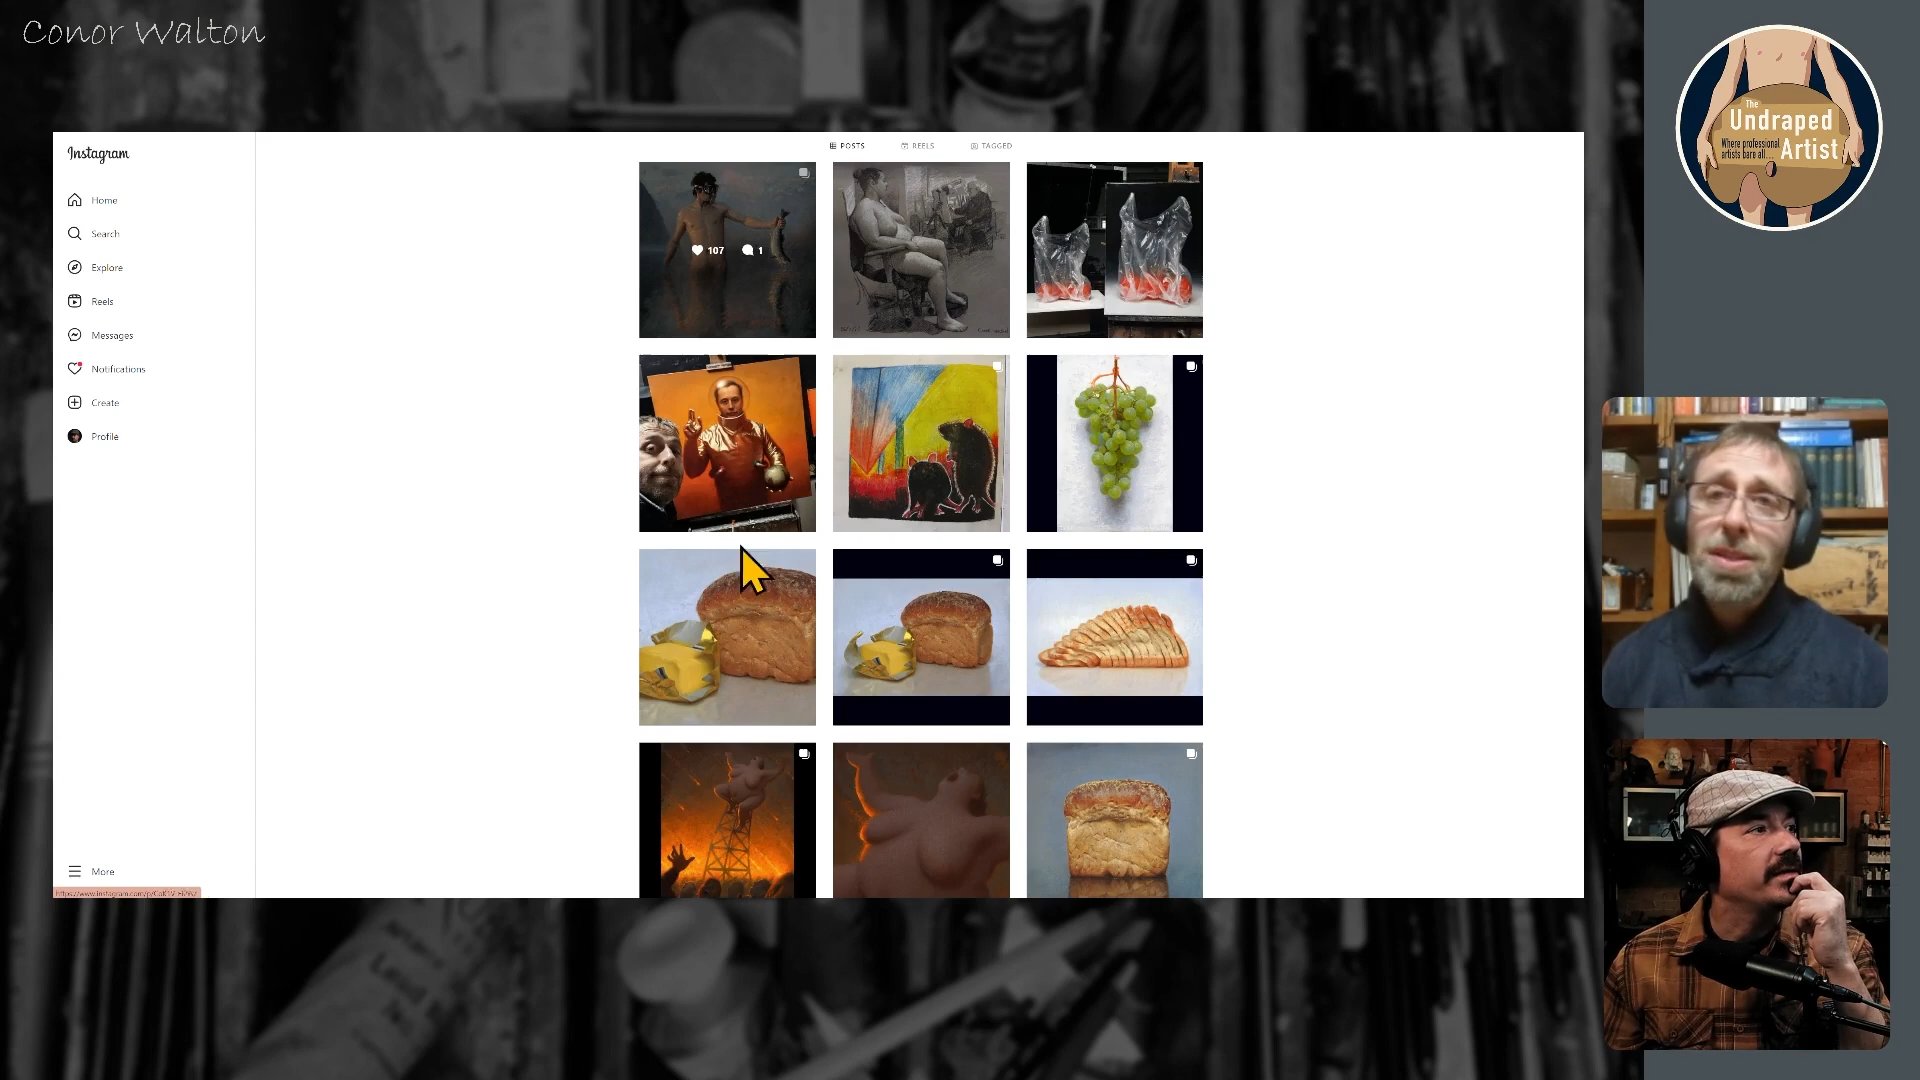 Conor Walton
The
Undraped
Where professional
artists bare all...
Artist
Instagram
POSTS
REELS
TAGGED
Home
Search
Explore
Reels
Messages
Notifications
Create
Profile
More
107
1